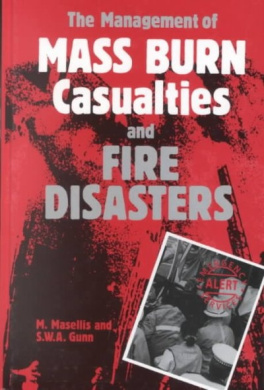 The Management of
MASS BURN
Casualties
and
FIRE
DISASTERS
ALERT
M. Masellis and
S.W.A. Gunn